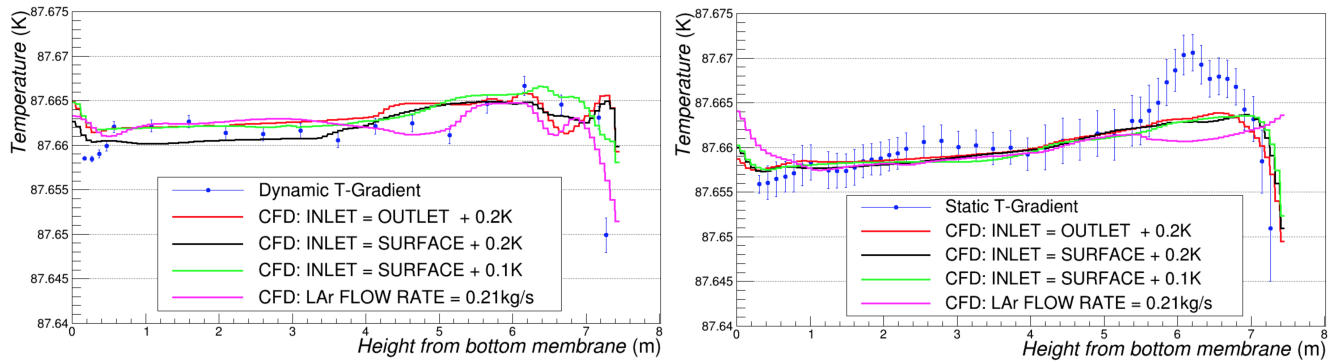 Temperature (K)
87.675
87.67
87.665
87.66
87.655
87.65
87.645
87.64
Dynamic T-Gradient
CFD: INLET = OUTLET + 0.2K
CFD: INLET = SURFACE + 0.2K
CFD: INLET = SURFACE + 0.1K
CFD: LAr FLOW RATE = 0.21kg/s
0 1 2 3 4 5 6 7 8
Height from bottom membrane (m)
Temperature (K)
87.675
87.67
87.665
87.66
87.655
87.65
87.645
87.64
Static T-Gradient
CFD: INLET = OUTLET + 0.2K
CFD: INLET = SURFACE + 0.2K
CFD: INLET = SURFACE + 0.1K
CFD: LAr FLOW RATE = 0.21kg/s
0 1 2 3 4 5 6 7 8
Height from bottom membrane (m)